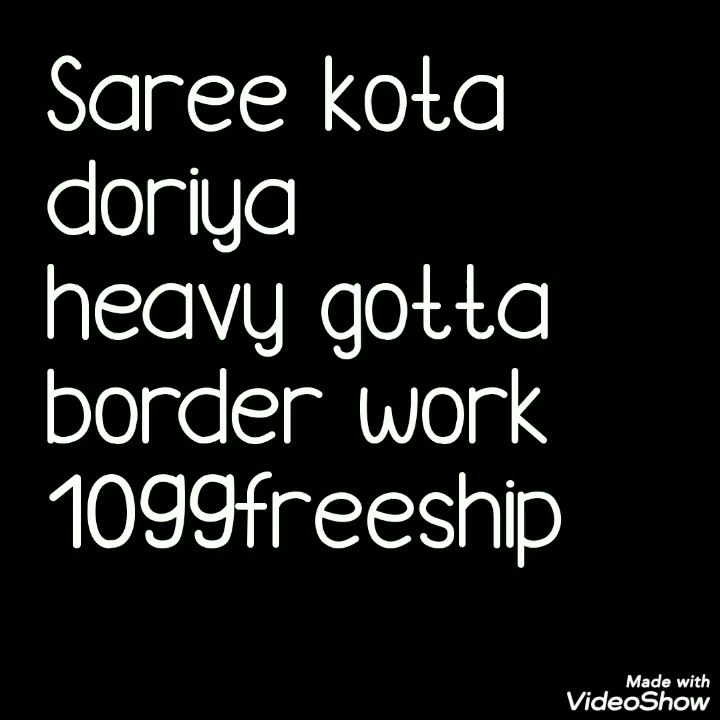 Saree kota
doriya
heavy gotta
border work
1099freeship
Made with
VideoShow